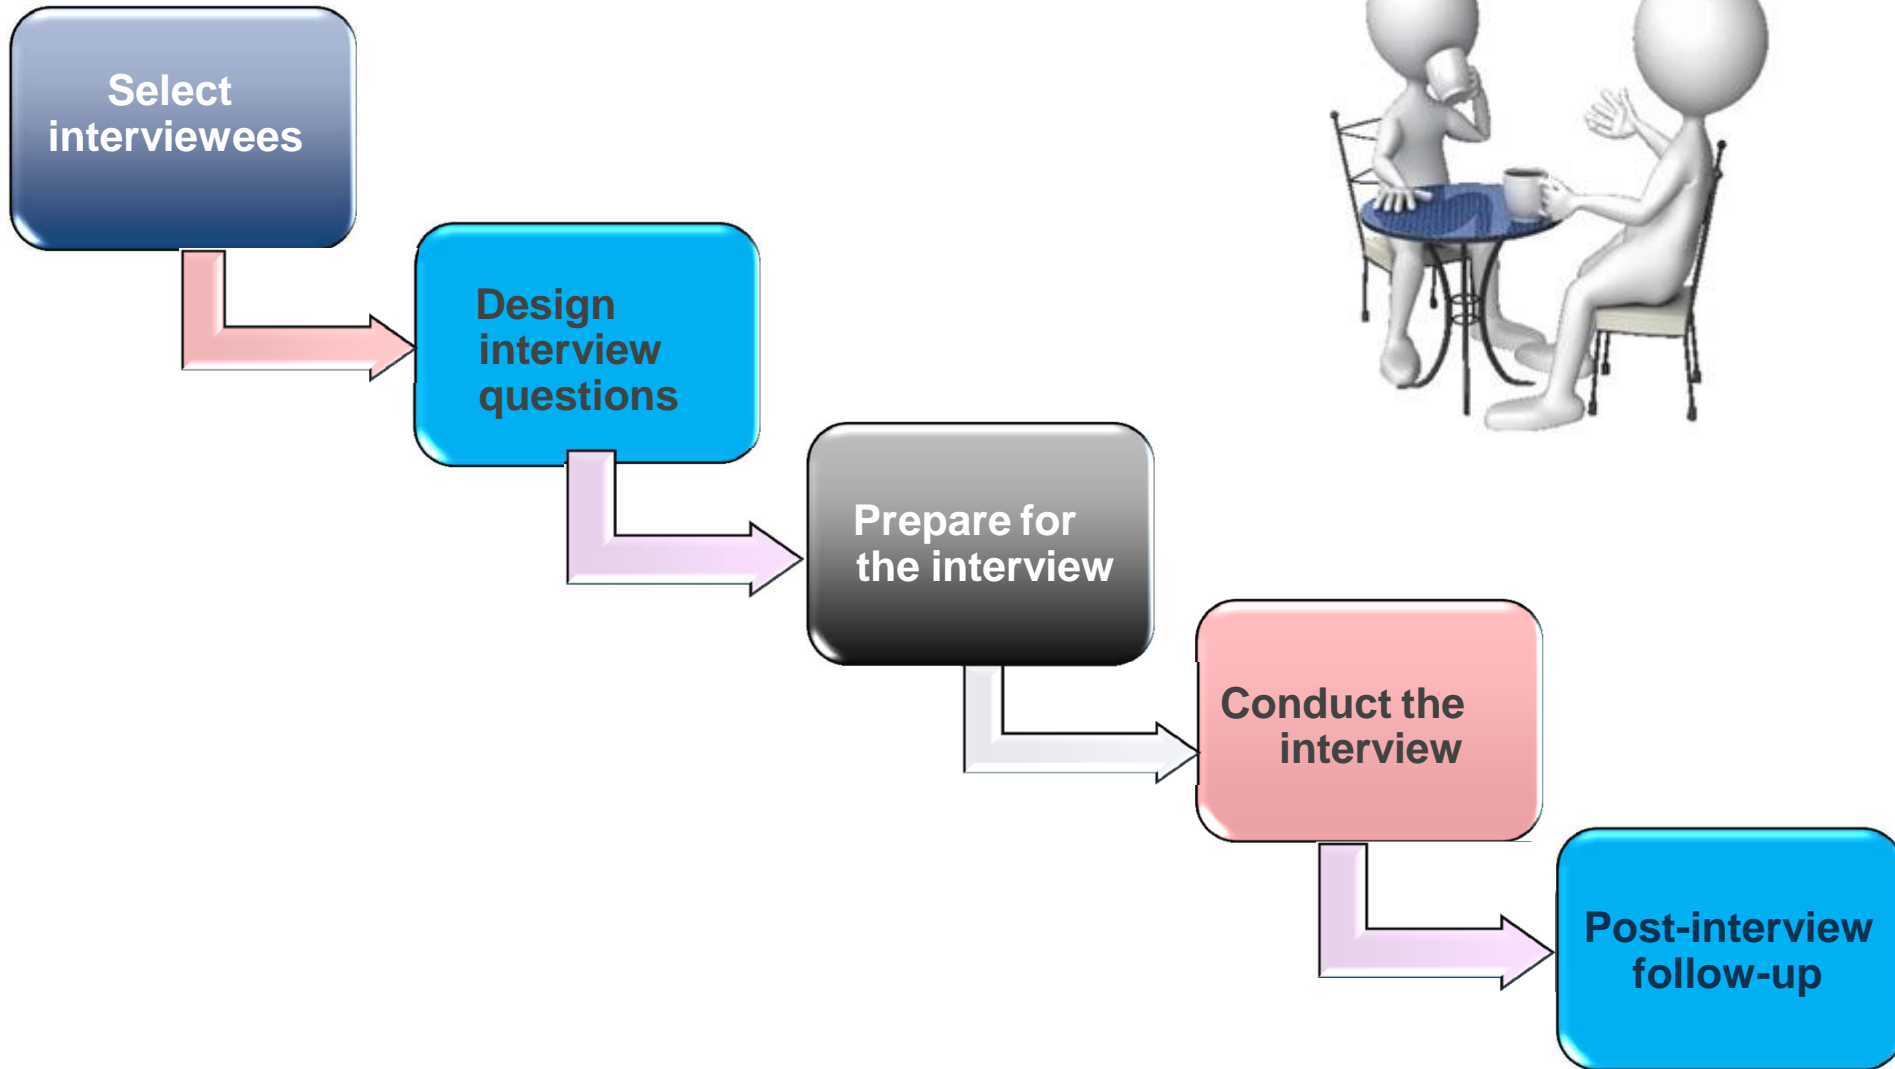 Select
interviewees
Design
interview
questions
Prepare for
the interview
Conduct the
interview
Post-interview
follow-up